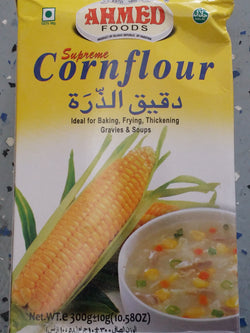 AHMED
FOODS
Supreme
Cornflour
دقيق الذّرة
Ideal for Baking, Frying, Thickening
Gravies & Soups
Net.WT.e 300g±10g(10.58OZ)